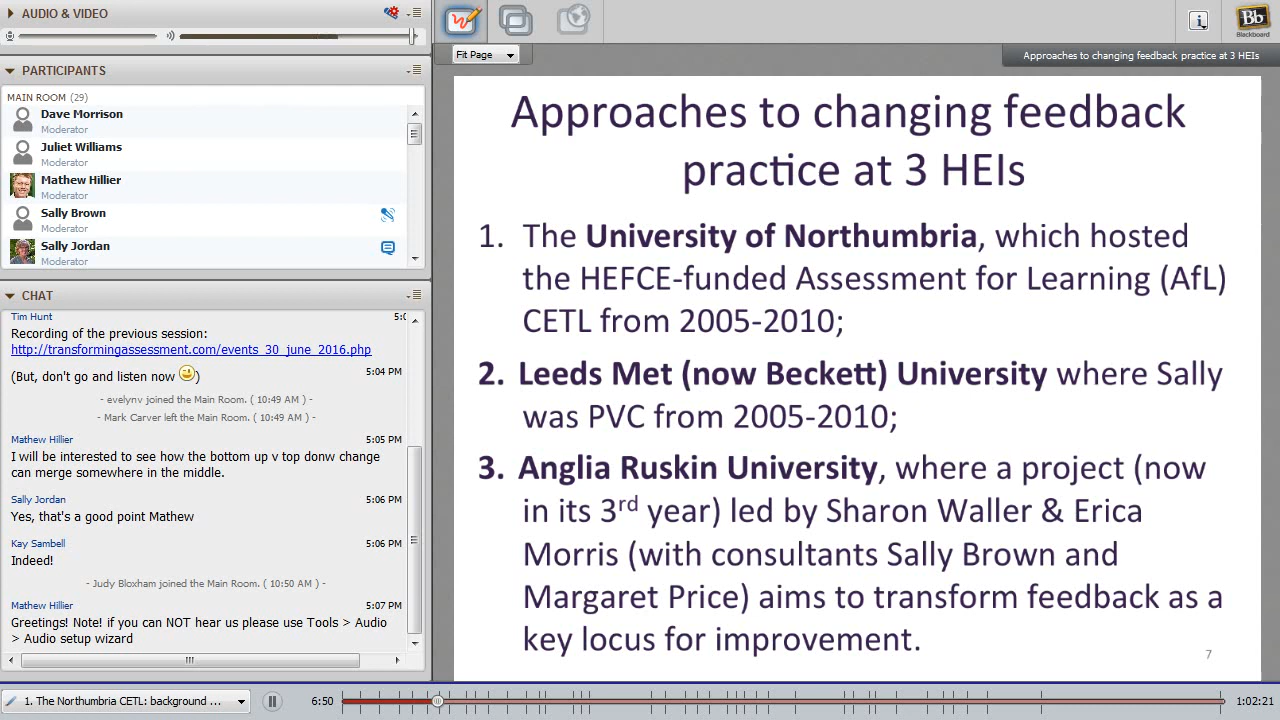 AUDIO & VIDEO
PARTICIPANTS
MAIN ROOM (29)
Dave Morrison
Moderator
Juliet Williams
Moderator
Mathew Hillier
Moderator
Sally Brown
Moderator
Sally Jordan
Moderator
CHAT
Tim Hunt
Recording of the previous session:
http://transformingassessment.com/events_30_june_2016.php
(But, don't go and listen now ) 5:04 PM
- evelynv joined the Main Room. ( 10:49 AM ) -
- Mark Carver left the Main Room. ( 10:49 AM ) -
Mathew Hillier 5:05 PM
I will be interested to see how the bottom up v top donw change
can merge somewhere in the middle.
Sally Jordan 5:06 PM
Yes, that's a good point Mathew
Kay Sambell 5:06 PM
Indeed!
- Judy Bloxham joined the Main Room. ( 10:50 AM ) -
Mathew Hillier 5:07 PM
Greetings! Note! if you can NOT hear us please use Tools > Audio
> Audio setup wizard
1. The Northumbria CETL: background ...
6:50
1:02:21
Bb
Blackboard
Fit Page
Approaches to changing feedback practice at 3 HEIs
Approaches to changing feedback
practice at 3 HEIs
1. The University of Northumbria, which hosted
the HEFCE-funded Assessment for Learning (AfL)
CETL from 2005-2010;
2. Leeds Met (now Beckett) University where Sally
was PVC from 2005-2010;
3. Anglia Ruskin University, where a project (now
in its 3rd year) led by Sharon Waller & Erica
Morris (with consultants Sally Brown and
Margaret Price) aims to transform feedback as a
key locus for improvement.
7